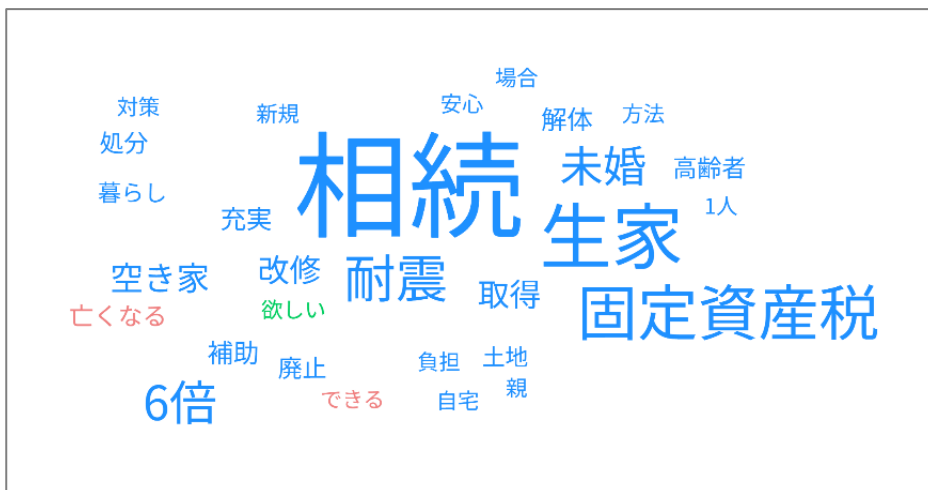 場合
対策
新規
安心
解体
方法
処分
相続
未婚
高齢者
暮らし
1人
充実
生家
空き家
改修
耐震
取得
固定資産税
亡くなる
欲しい
補助
廃止
負担
土地
親
6倍
できる
自宅